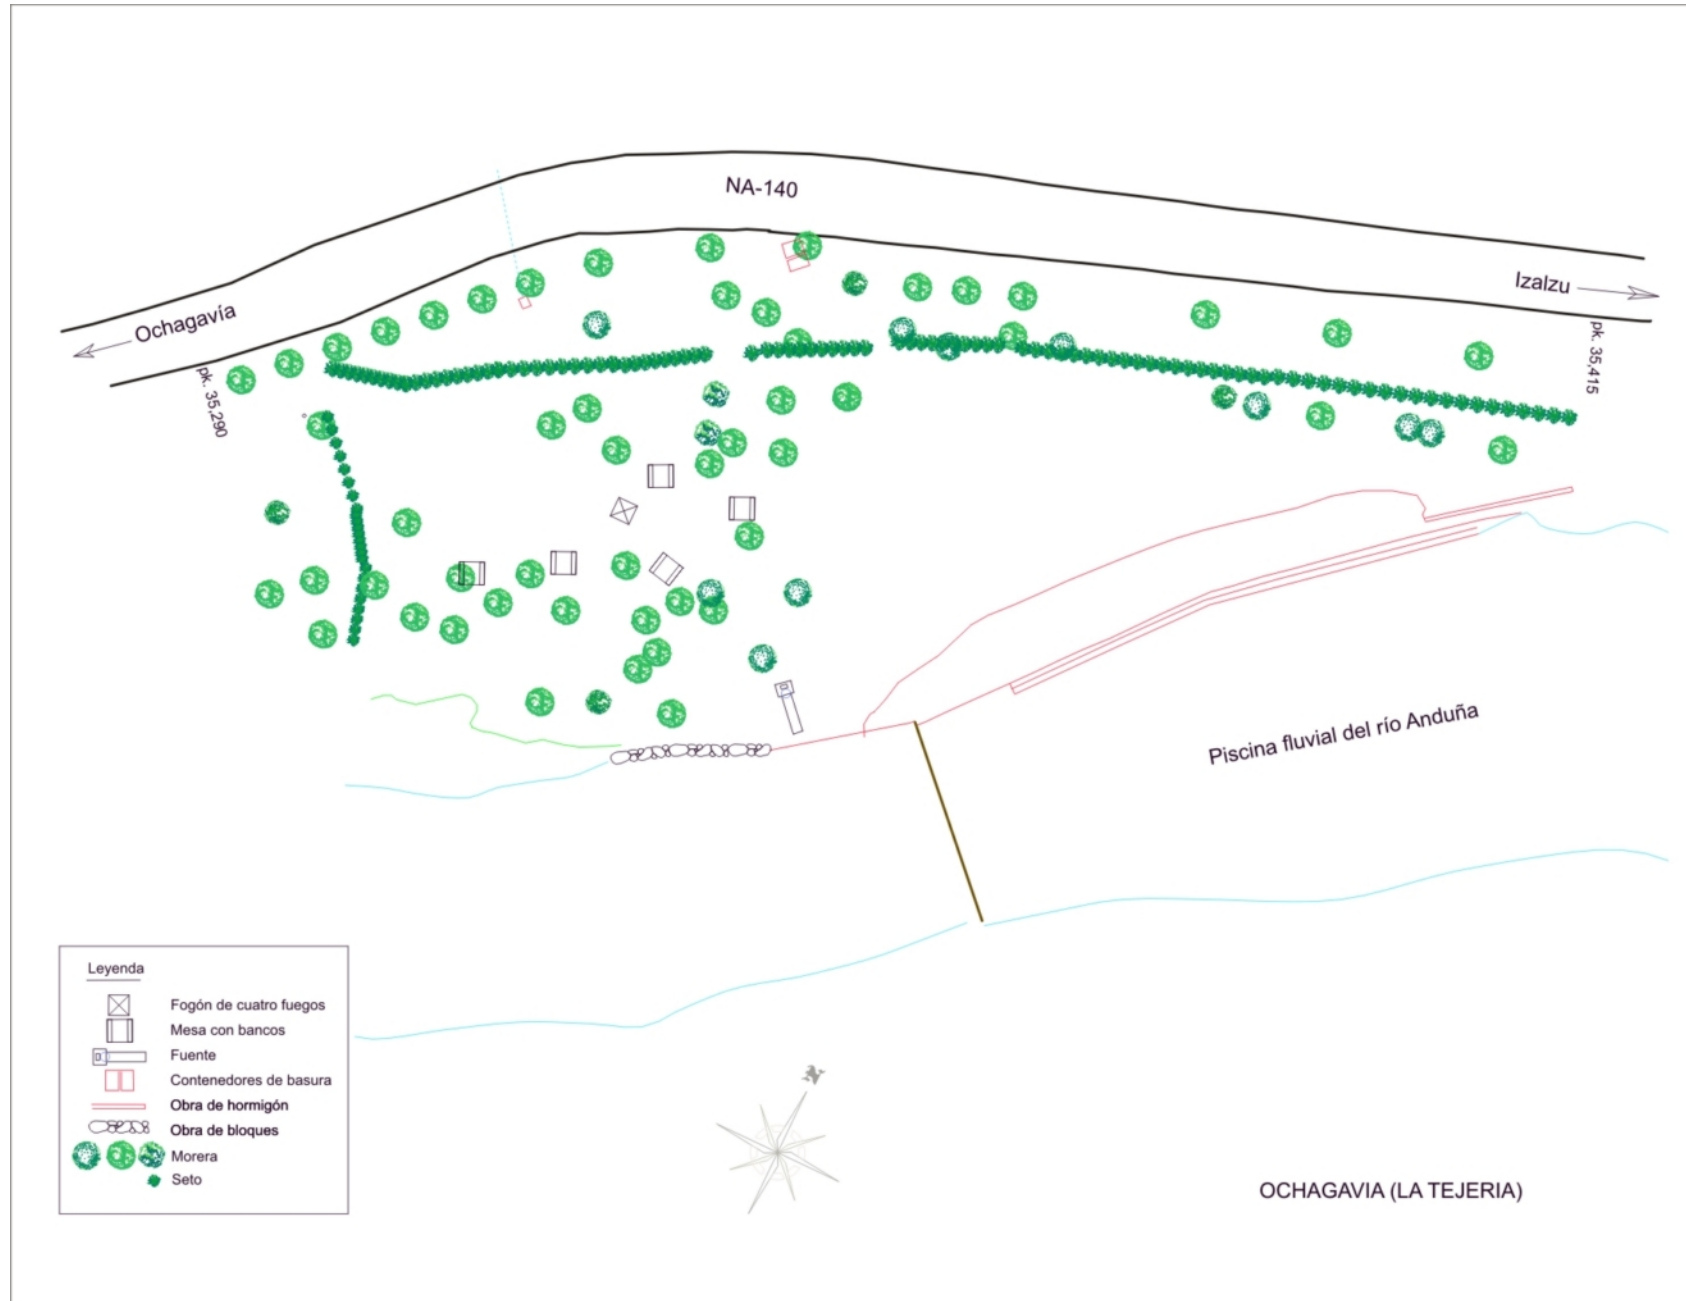 NA-140
Ochagavía
Izalzu
pk. 35,290
pk. 35,415
Piscina fluvial del río Anduña
Leyenda
Fogón de cuatro fuegos
Mesa con bancos
Fuente
Contenedores de basura
Obra de hormigón
Obra de bloques
Morera
Seto
OCHAGAVIA (LA TEJERIA)